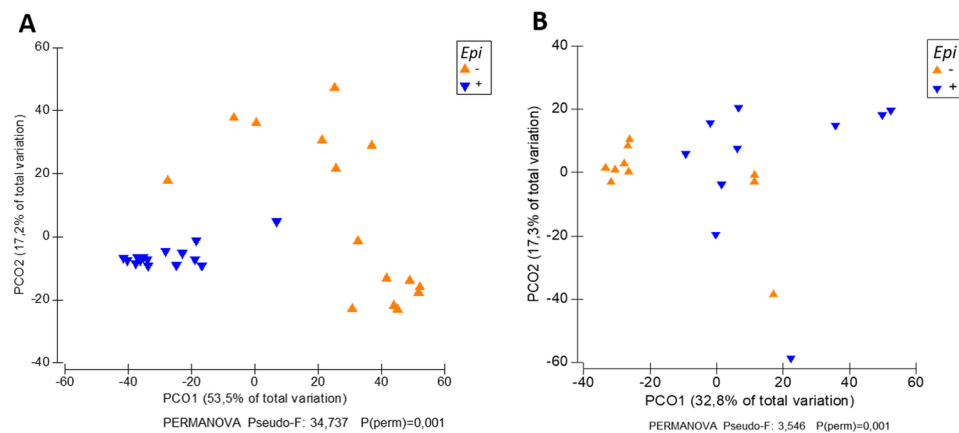 A
60
40
20
0
-20
-40
-60
-40
-20
0
20
40
60
PCO2 (17,2% of total variation)
PCO1 (53,5% of total variation)
Epi
-
+
PERMANOVA Pseudo-F: 34,737 P(perm)=0,001
B
40
20
0
-20
-40
-60
-40
-20
0
20
40
60
PCO2 (17,3% of total variation)
PCO1 (32,8% of total variation)
Epi
-
+
PERMANOVA Pseudo-F: 3,546 P(perm)=0,001